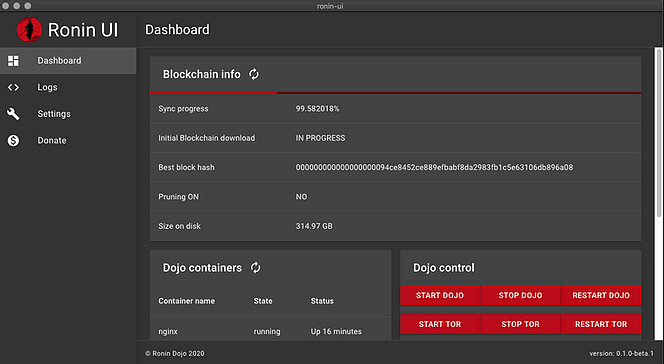 ronin-ui
Ronin UI
Dashboard
Dashboard
Logs
Settings
Donate
Blockchain info
Sync progress 99.582018%
Initial Blockchain download IN PROGRESS
Best block hash 000000000000000000094ce8452ce889efbabf8da2983fb1c5e63106db896a08
Pruning ON NO
Size on disk 314.97 GB
Dojo containers
Container name State Status
nginx running Up 16 minutes
Dojo control
START DOJO STOP DOJO RESTART DOJO
START TOR STOP TOR RESTART TOR
© Ronin Dojo 2020
version: 0.1.0-beta.1